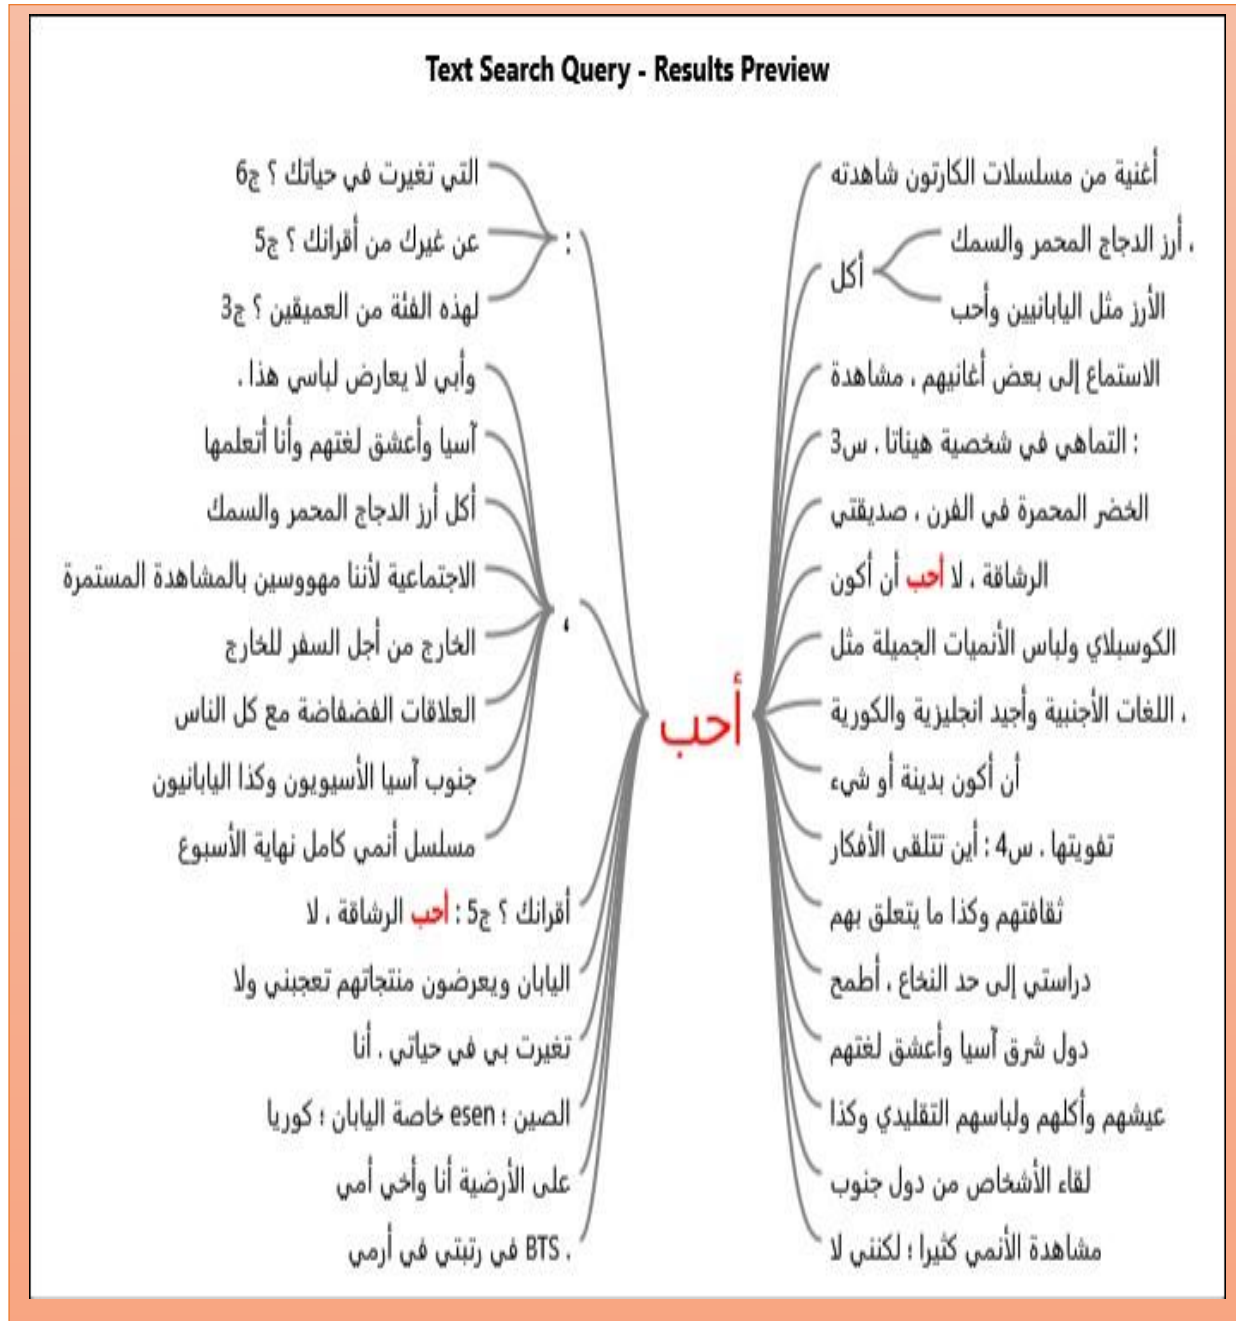 Text Search Query - Results Preview
أغنية من مسلسلات الكارتون شاهدته
أكل
، أرز الدجاج المحمر والسمك
الأرز مثل اليابانيين وأحب
الاستماع إلى بعض أغانيهم ، مشاهدة
: التماهي في شخصية هيناتا . س3
الخضر المحمرة في الفرن ، صديقتي
الرشاقة ، لا أحب أن أكون
الكوسبلاي ولباس الأنميات الجميلة مثل
، اللغات الأجنبية وأجيد انجليزية والكورية
أن أكون بدينة أو شيء
تفويتها . س4 : أين تتلقى الأفكار
ثقافتهم وكذا ما يتعلق بهم
دراستي إلى حد النخاع ، أطمح
دول شرق آسيا وأعشق لغتهم
عيشهم وأكلهم ولباسهم التقليدي وكذا
لقاء الأشخاص من دول جنوب
مشاهدة الأنمي كثيرا ؛ لكنني لا
أحب
:
التي تغيرت في حياتك ؟ ج6
عن غيرك من أقرانك ؟ ج5
لهذه الفئة من العميقين ؟ ج3
،
وأبي لا يعارض لباسي هذا .
آسيا وأعشق لغتهم وأنا أتعلمها
أكل أرز الدجاج المحمر والسمك
الاجتماعية لأننا مهووسين بالمشاهدة المستمرة
الخارج من أجل السفر للخارج
العلاقات الفضفاضة مع كل الناس
جنوب آسيا الأسيويون وكذا اليابانيون
مسلسل أنمي كامل نهاية الأسبوع
أقرانك ؟ ج5 : أحب الرشاقة ، لا
اليابان ويعرضون منتجاتهم تعجبني ولا
تغيرت بي في حياتي . أنا
الصين ؛ esen خاصة اليابان ؛ كوريا
على الأرضية أنا وأخي أمي
. BTS في رتبتي في أرمي